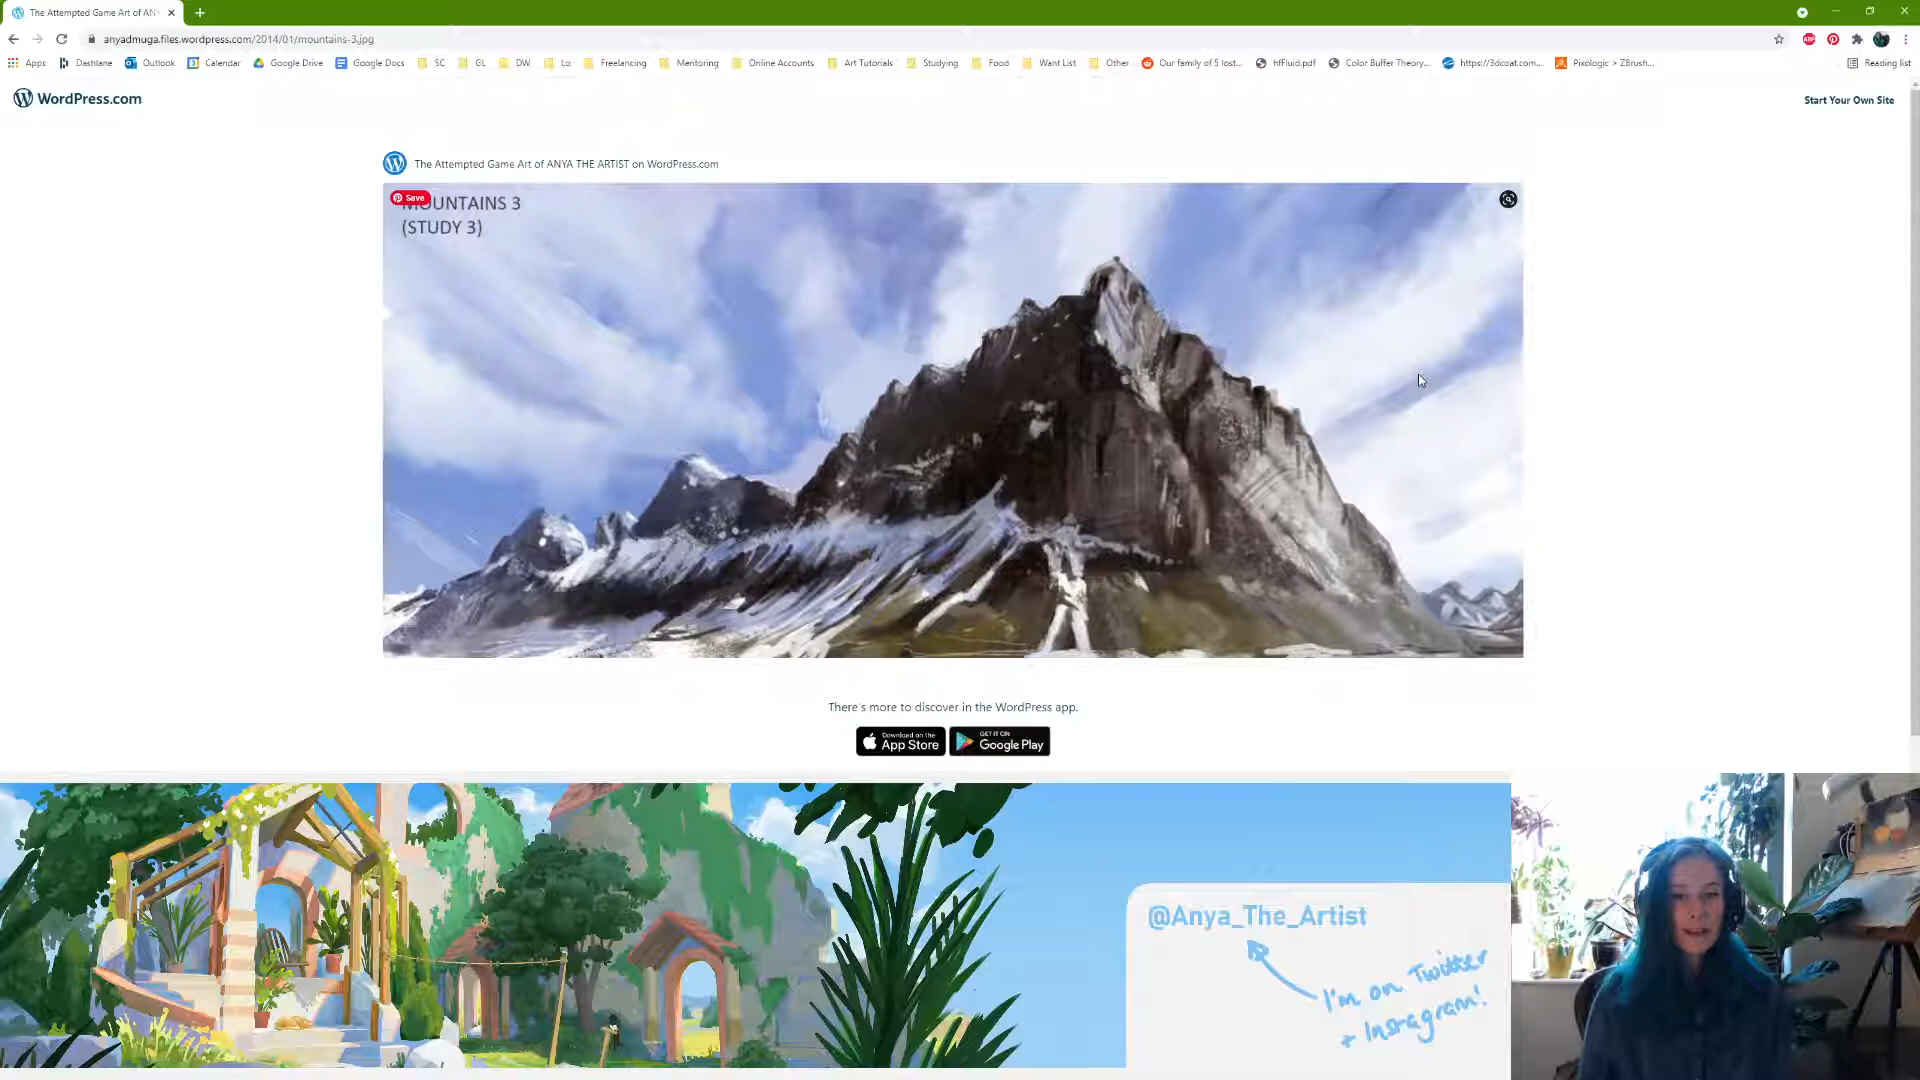 The Attempted Game Art of AN
anyadmuga.files.wordpress.com/2014/01/mountains-3.jpg
ABP
Apps
Dashlane
Outlook
Calendar
Google Drive
Google Docs
SC
GL
DW
Lo
Freelancing
Mentoring
Online Accounts
Art Tutorials
Studying
Food
Want List
Other
Our family of 5 lost...
hfFluid.pdf
Color Buffer Theory...
https://3dcoat.com...
Pixologic > ZBrush...
Reading list
WordPress.com
Start Your Own Site
The Attempted Game Art of ANYA THE ARTIST on WordPress.com
Save
MOUNTAINS 3
(STUDY 3)
There's more to discover in the WordPress app.
Download on the
App Store
GET IT ON
Google Play
@Anya_The_Artist
I'm on Twitter
+ Instagram!